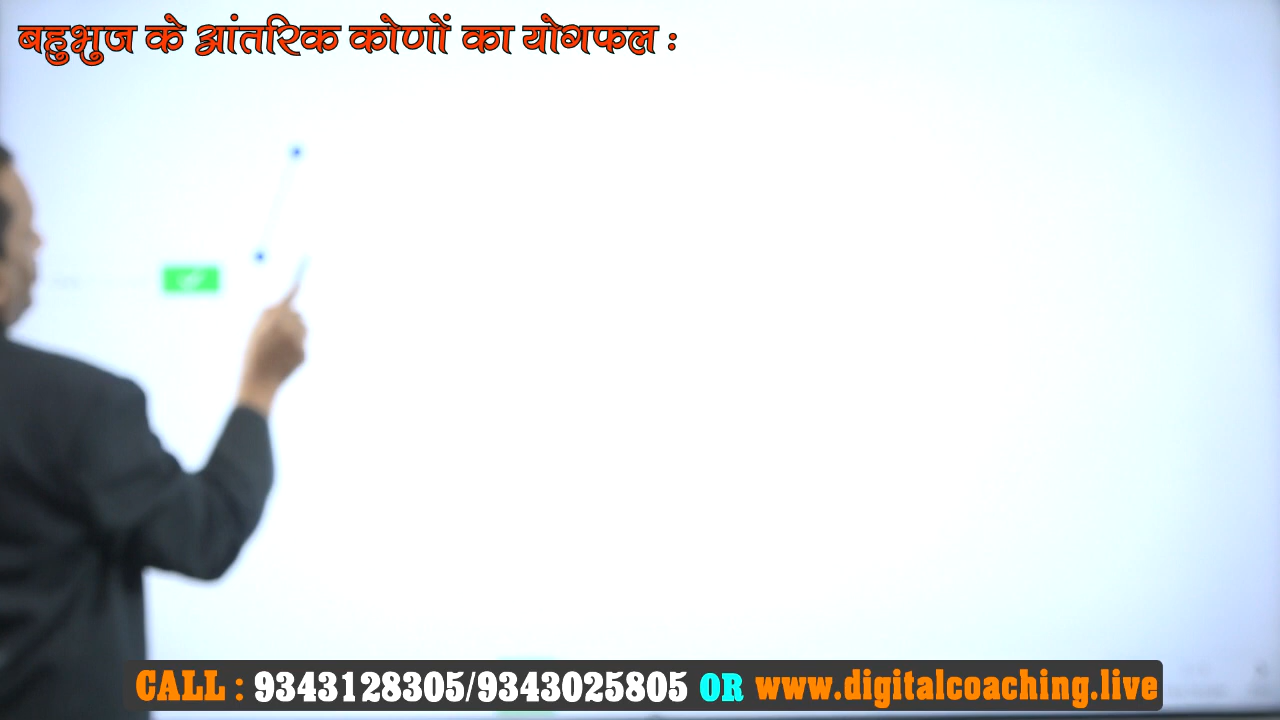 बहुभुज के आंतरिक कोणों का योगफल :
CALL : 9343128305/9343025805 OR www.digitalcoaching.live